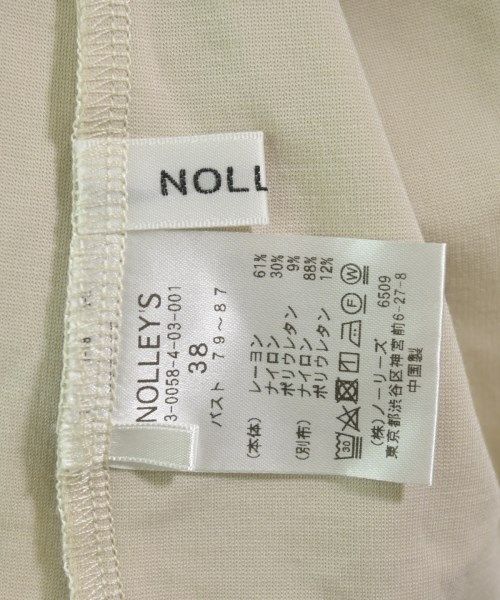 NOLL
NOLLEY'S
3-0058-4-03-001
38
バスト 79～87
(本体) レーヨン 61%
ナイロン 30%
ポリウレタン 9%
(別布) ナイロン 88%
ポリウレタン 12%
30 F W
6509
(株)ノーリーズ
東京都渋谷区神宮前6-27-8
中国製